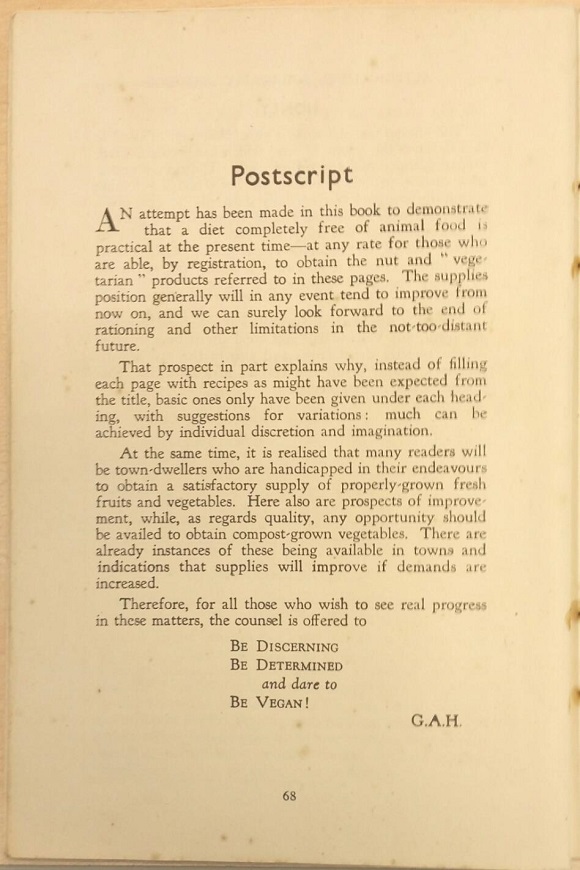 Postscript
AN attempt has been made in this book to demonstrate
that a diet completely free of animal food is
practical at the present time—at any rate for those who
are able, by registration, to obtain the nut and " vege-
tarian " products referred to in these pages. The supplies
position generally will in any event tend to improve from
now on, and we can surely look forward to the end of
rationing and other limitations in the not-too-distant
future.
That prospect in part explains why, instead of filling
each page with recipes as might have been expected from
the title, basic ones only have been given under each head-
ing, with suggestions for variations: much can be
achieved by individual discretion and imagination.
At the same time, it is realised that many readers will
be town-dwellers who are handicapped in their endeavours
to obtain a satisfactory supply of properly-grown fresh
fruits and vegetables. Here also are prospects of improve-
ment, while, as regards quality, any opportunity should
be availed to obtain compost-grown vegetables. There are
already instances of these being available in towns and
indications that supplies will improve if demands are
increased.
Therefore, for all those who wish to see real progress
in these matters, the counsel is offered to
BE DISCERNING
BE DETERMINED
and dare to
BE VEGAN!
G.A.H.
68